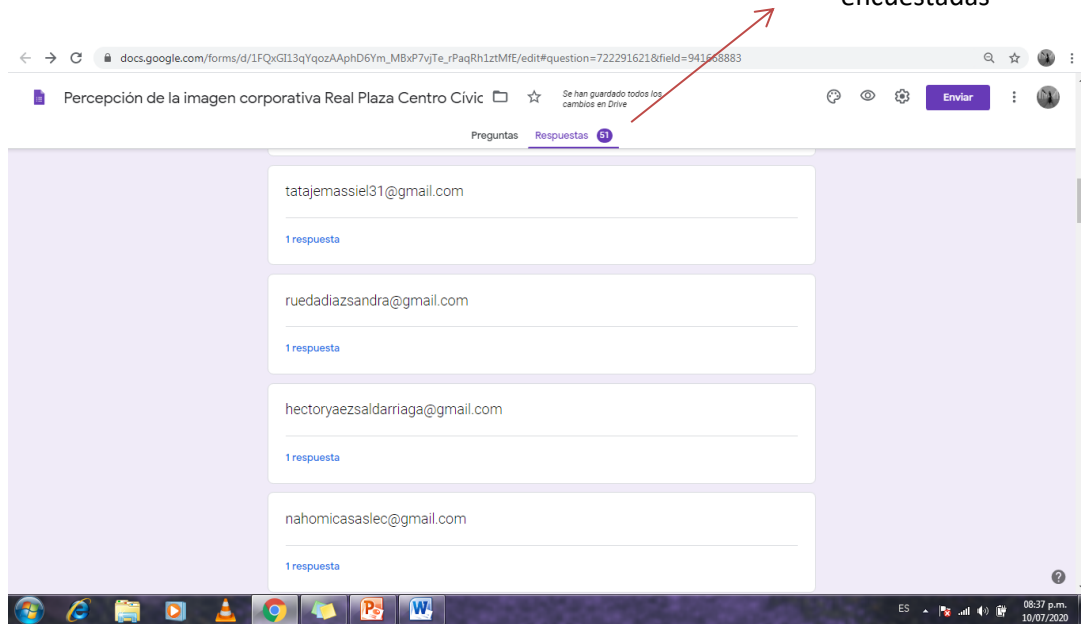 encuestadas
docs.google.com/forms/d/1FQxGI13qYqozAAphD6Ym_MBxP7vjTe_rPaqRh1ztMfE/edit#question=722291621&field=941668883
Percepción de la imagen corporativa Real Plaza Centro Cívic
Se han guardado todos los
cambios en Drive
Enviar
Preguntas Respuestas 51
tatajemassiel31@gmail.com
1 respuesta
ruedadiazsandra@gmail.com
1 respuesta
hectoryaezsaldarriaga@gmail.com
1 respuesta
nahomicasaslec@gmail.com
1 respuesta
ES
08:37 p.m.
10/07/2020